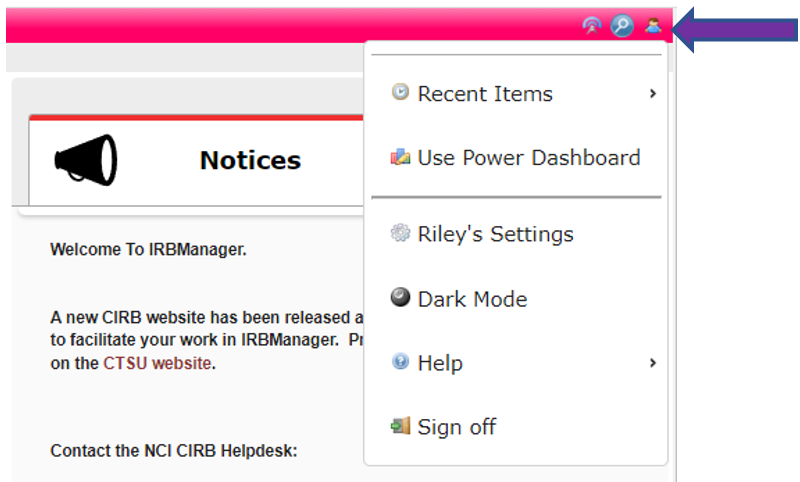 Notices
Welcome To IRBManager.
A new CIRB website has been released a
to facilitate your work in IRBManager. Pr
on the CTSU website.
Contact the NCI CIRB Helpdesk:
Recent Items
Use Power Dashboard
Riley's Settings
Dark Mode
Help
Sign off